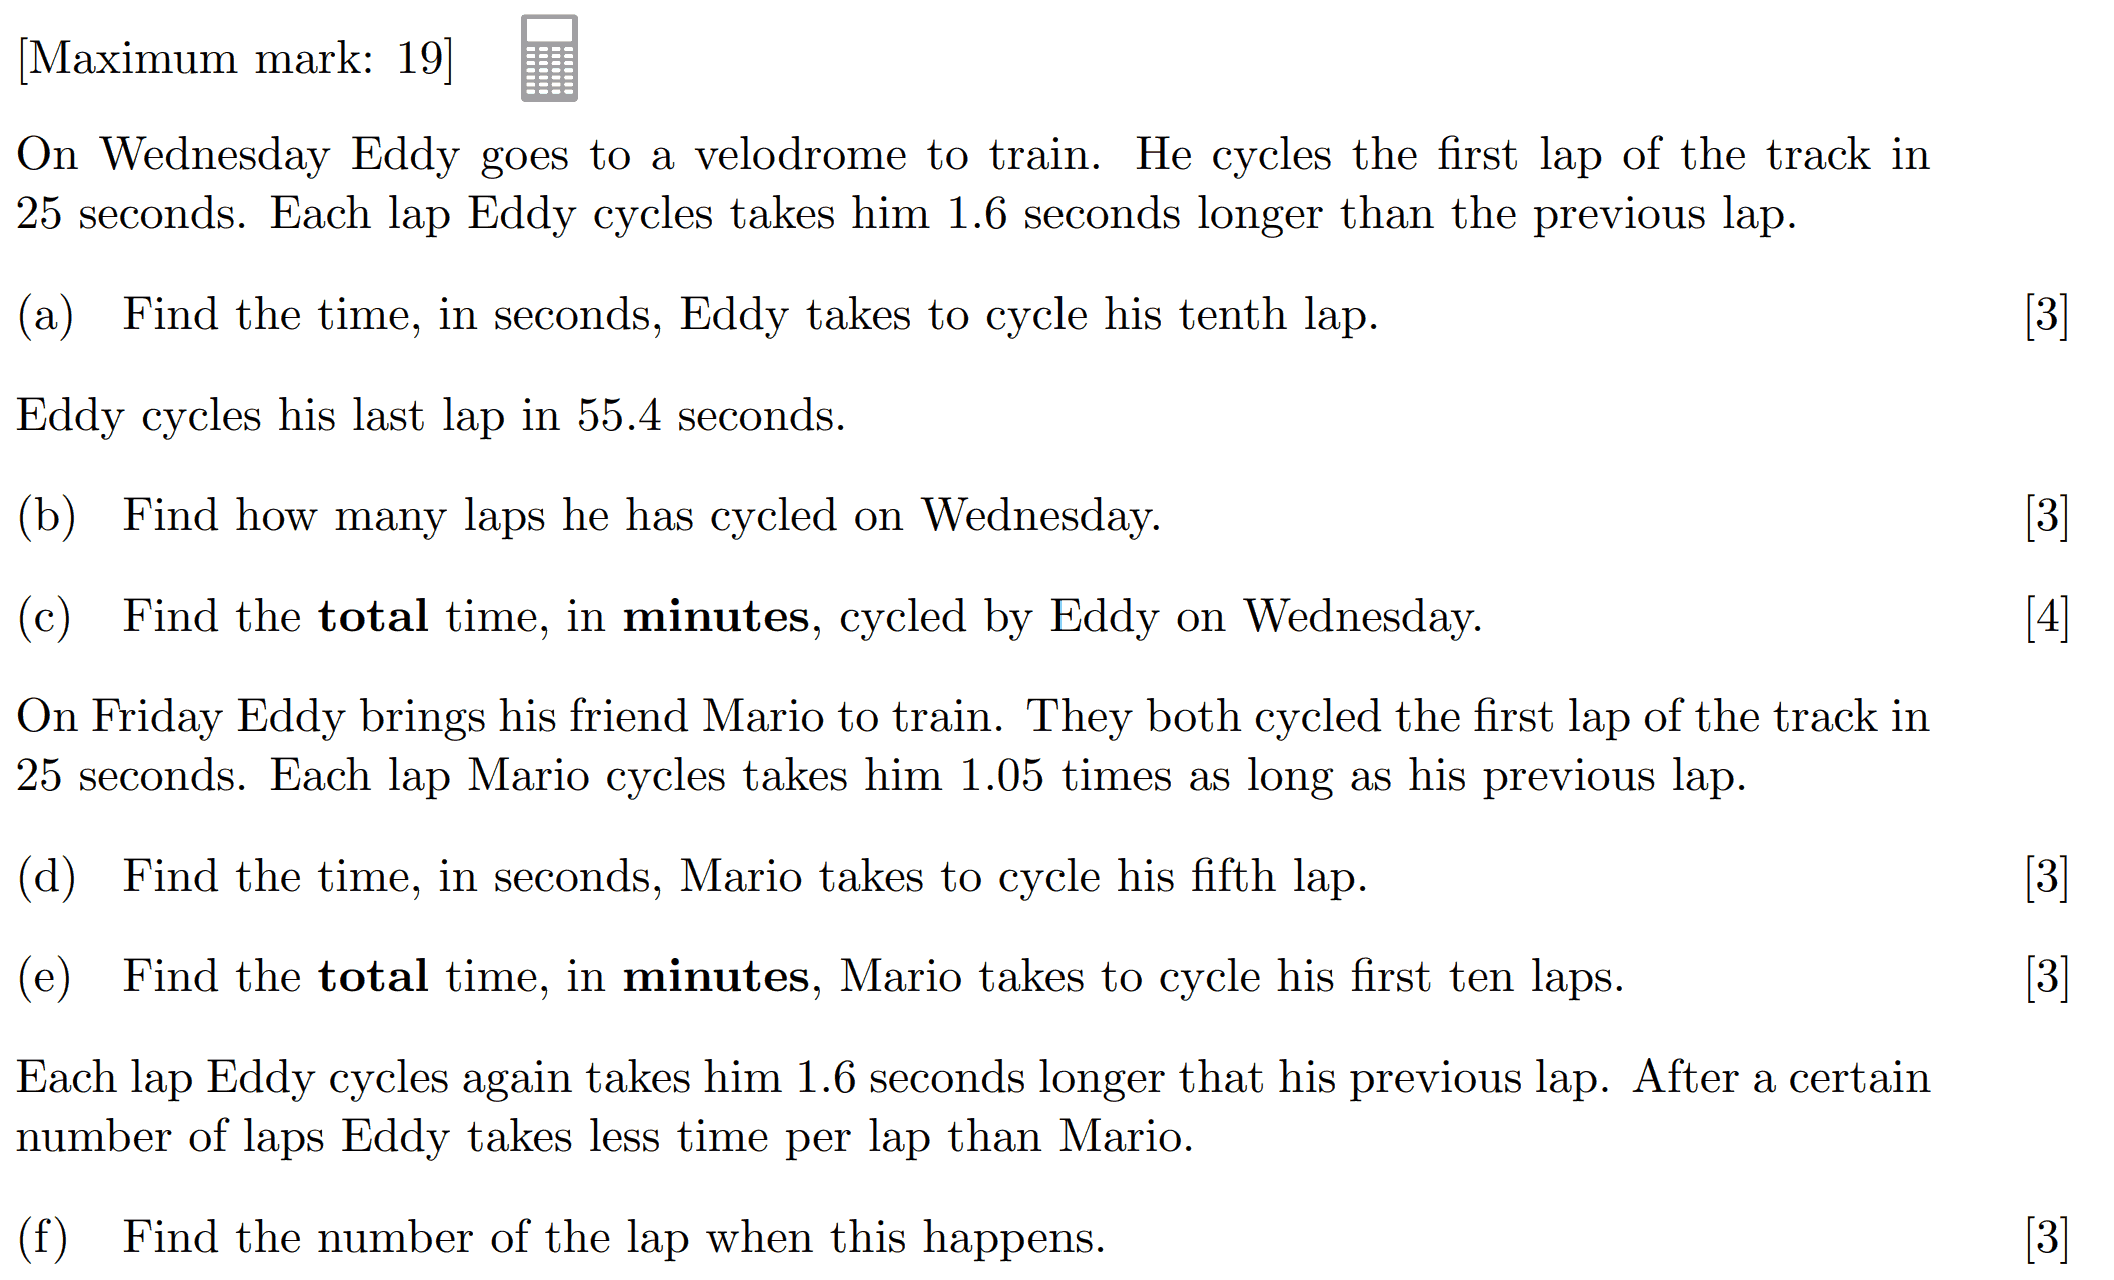 [Maximum mark: 19]
On Wednesday Eddy goes to a velodrome to train. He cycles the first lap of the track in
25 seconds. Each lap Eddy cycles takes him 1.6 seconds longer than the previous lap.
(a) Find the time, in seconds, Eddy takes to cycle his tenth lap. [3]
Eddy cycles his last lap in 55.4 seconds.
(b) Find how many laps he has cycled on Wednesday. [3]
(c) Find the total time, in minutes, cycled by Eddy on Wednesday. [4]
On Friday Eddy brings his friend Mario to train. They both cycled the first lap of the track in
25 seconds. Each lap Mario cycles takes him 1.05 times as long as his previous lap.
(d) Find the time, in seconds, Mario takes to cycle his fifth lap. [3]
(e) Find the total time, in minutes, Mario takes to cycle his first ten laps. [3]
Each lap Eddy cycles again takes him 1.6 seconds longer that his previous lap. After a certain
number of laps Eddy takes less time per lap than Mario.
(f) Find the number of the lap when this happens. [3]